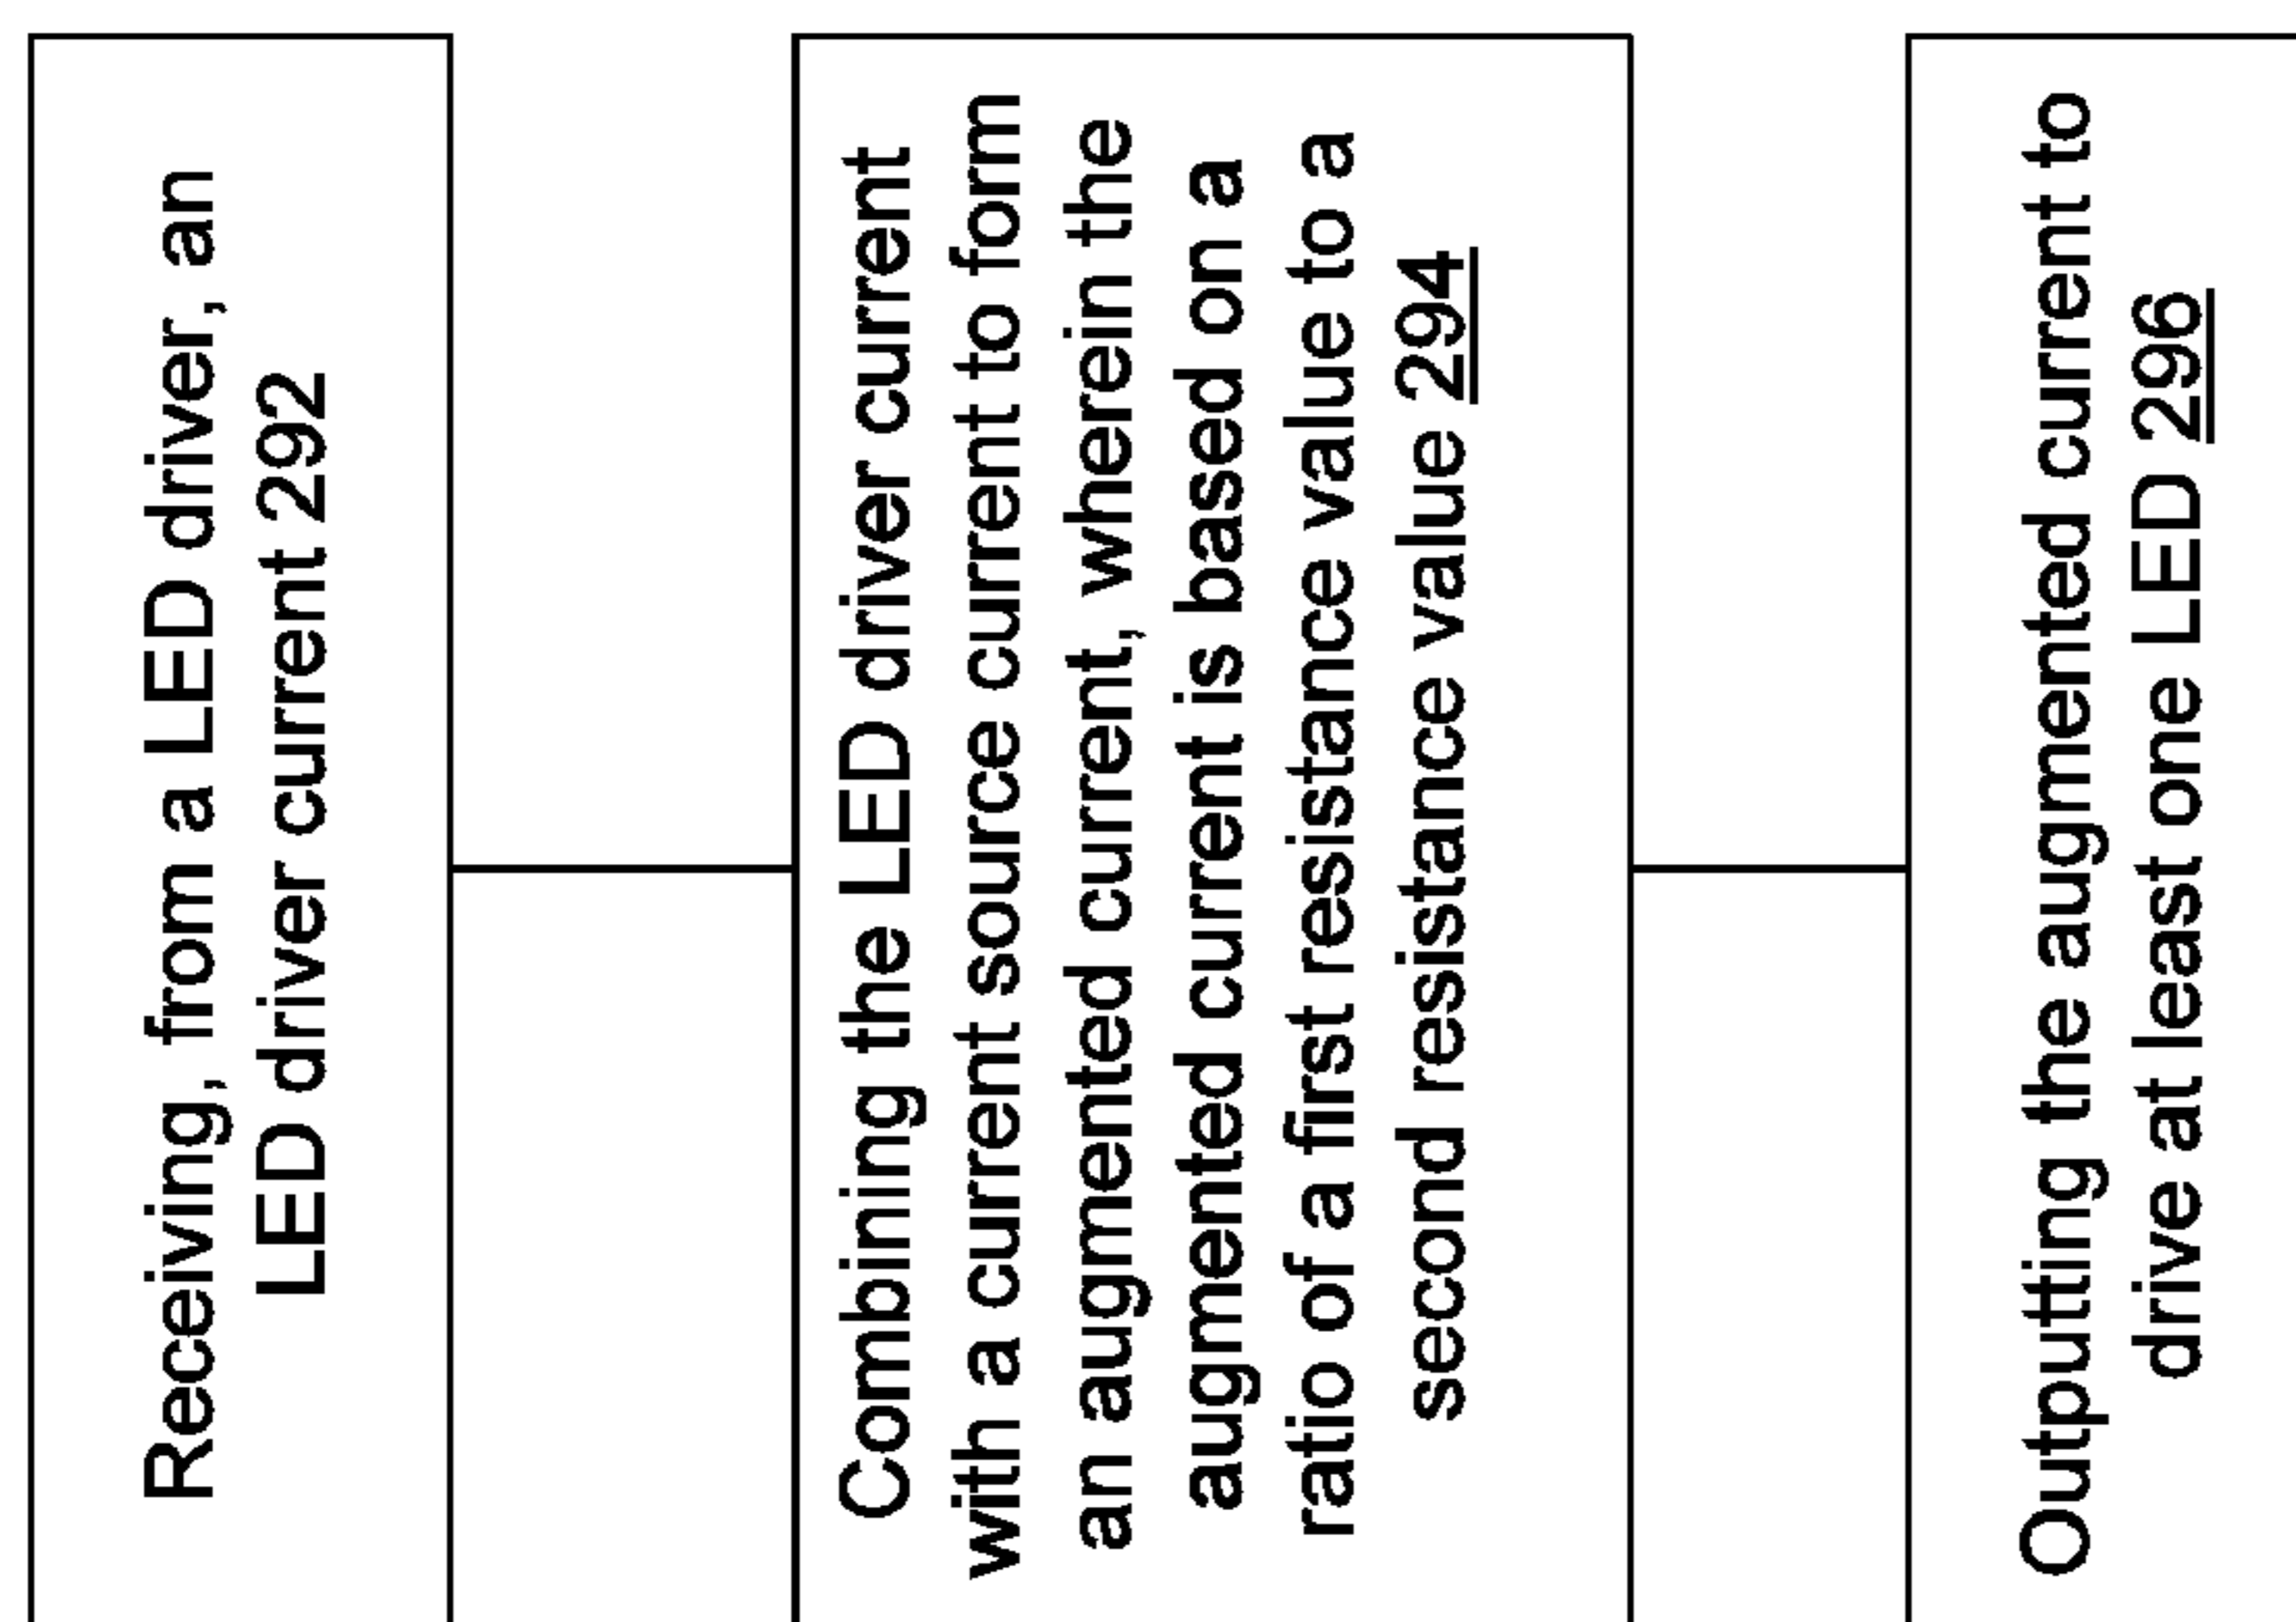 Receiving, from a LED driver, an
LED driver current 292
Combining the LED driver current
with a current source current to form
an augmented current, wherein the
augmented current is based on a
ratio of a first resistance value to a
second resistance value 294
Outputting the augmented current to
drive at least one LED 296